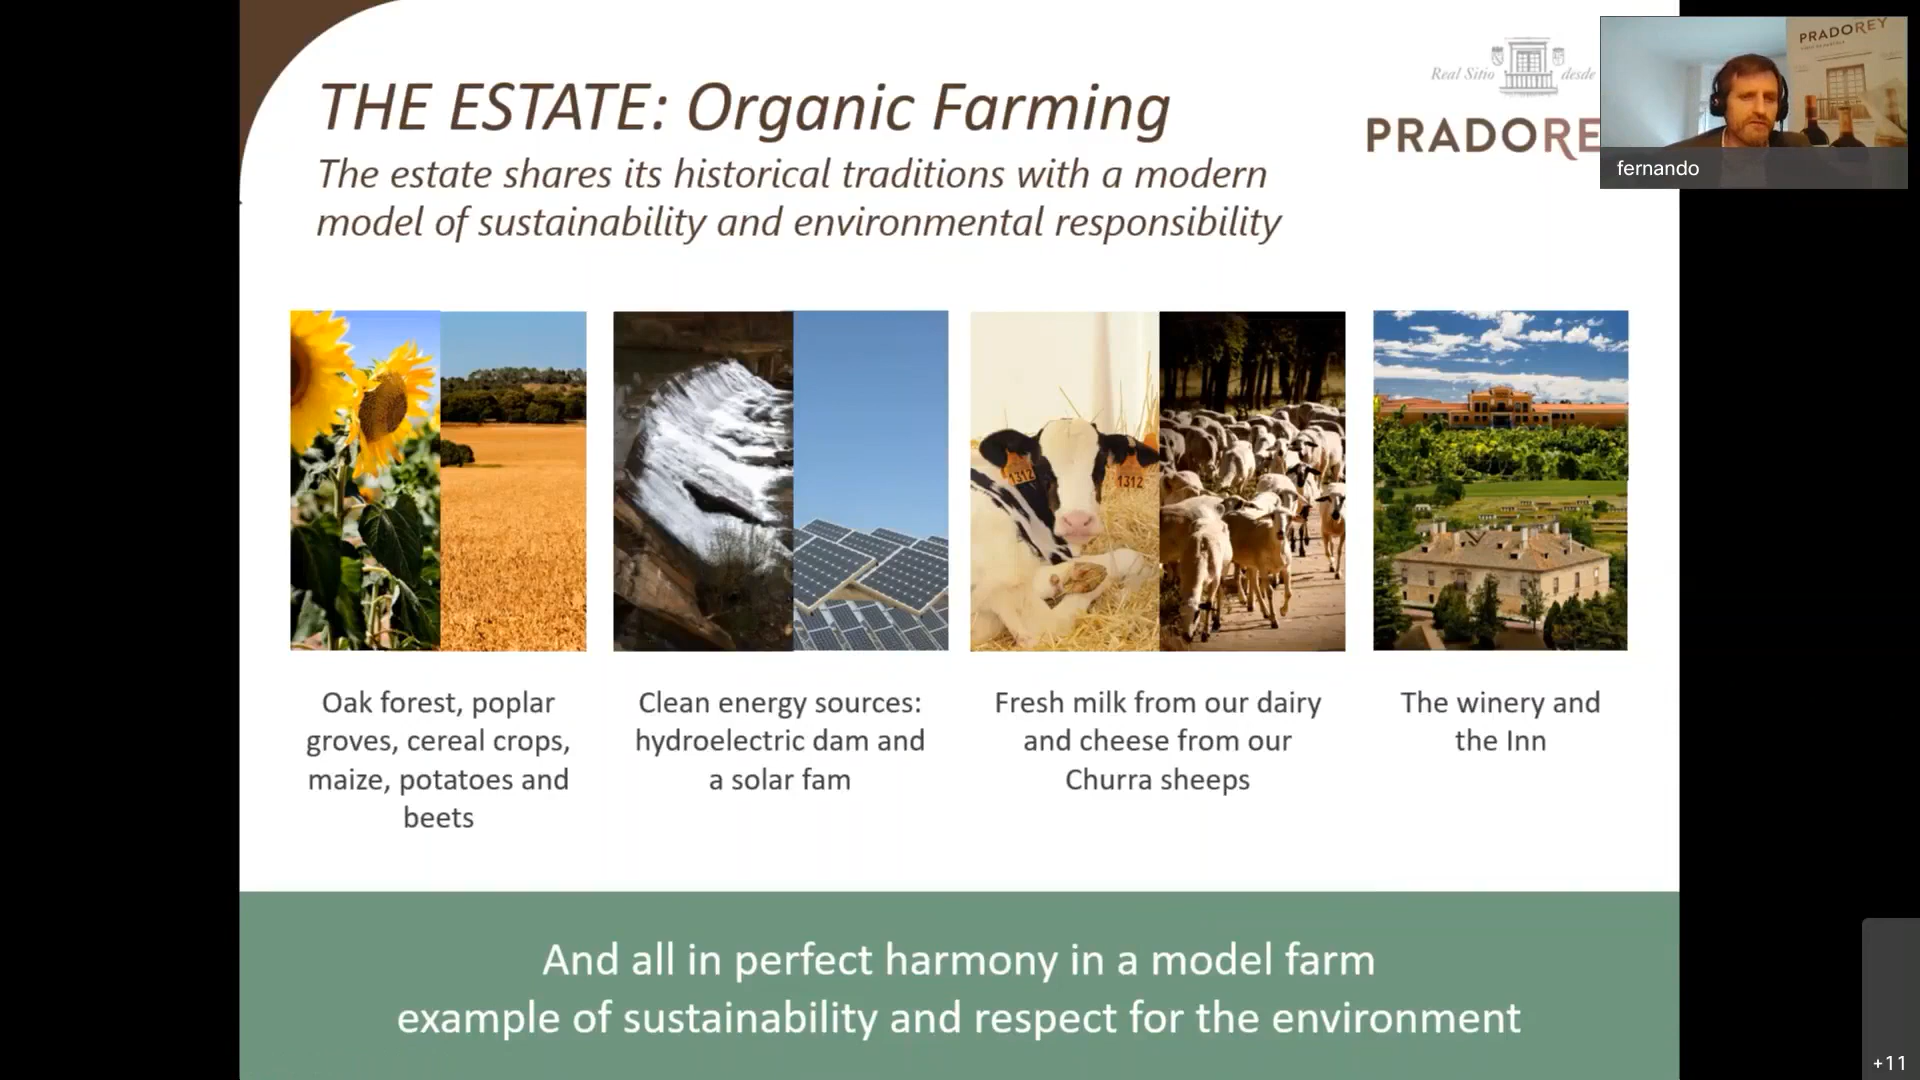 THE ESTATE: Organic Farming
The estate shares its historical traditions with a modern
model of sustainability and environmental responsibility
Real Sitio desde
PRADORE
PRADOREY
fernando
1312
1312
Oak forest, poplar
groves, cereal crops,
maize, potatoes and
beets
Clean energy sources:
hydroelectric dam and
a solar fam
Fresh milk from our dairy
and cheese from our
Churra sheeps
The winery and
the Inn
And all in perfect harmony in a model farm
example of sustainability and respect for the environment
+11